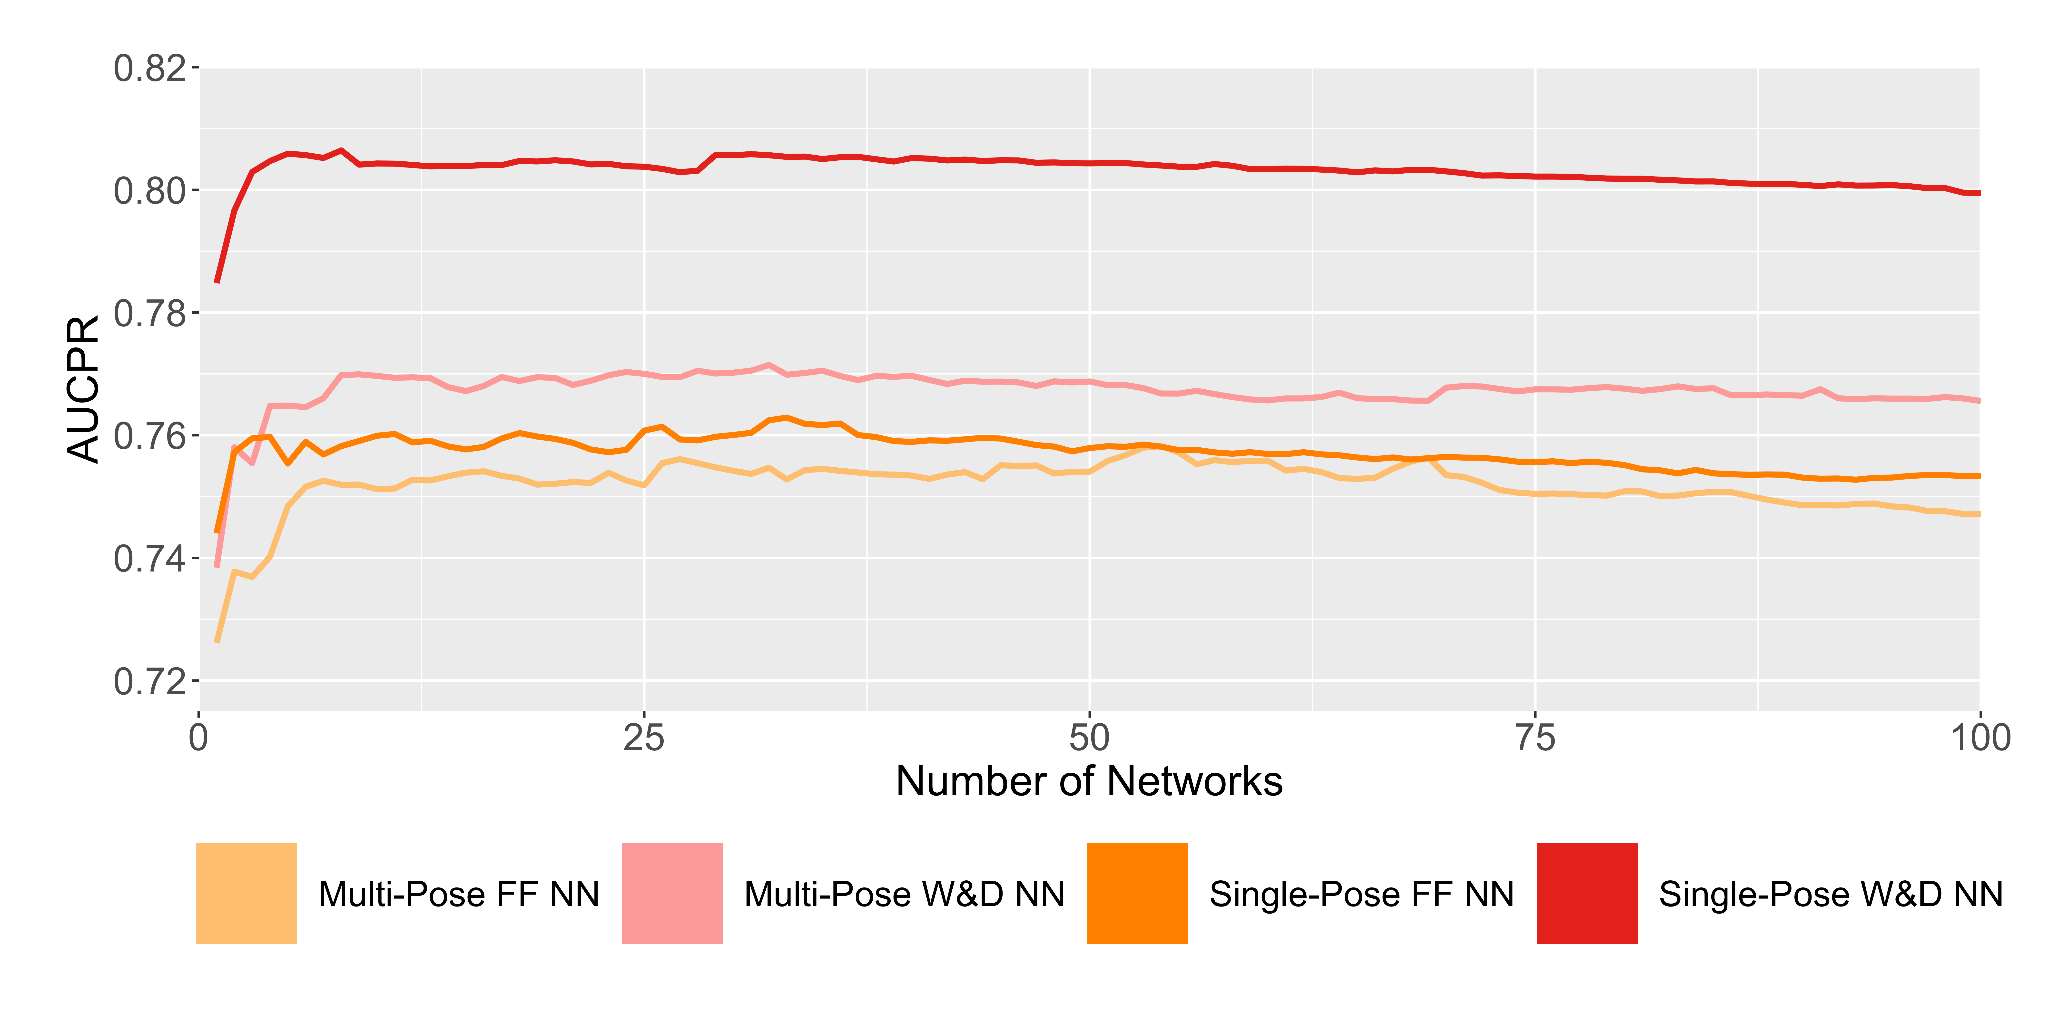 0.82
0.80
0.78
0.76
0.74
0.72
AUCPR
0 25 50 75 100
Number of Networks
Multi-Pose FF NN Multi-Pose W&D NN Single-Pose FF NN Single-Pose W&D NN